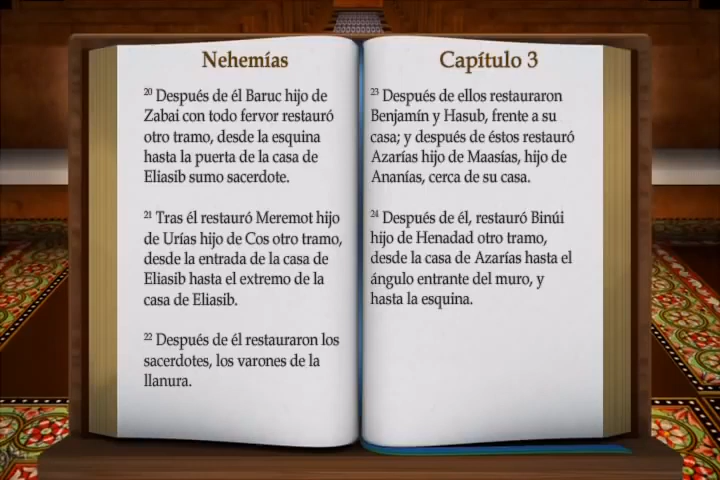 Nehemías
20 Después de él Baruc hijo de
Zabai con todo fervor restauró
otro tramo, desde la esquina
hasta la puerta de la casa de
Eliasib sumo sacerdote.
21 Tras él restauró Meremot hijo
de Urías hijo de Cos otro tramo,
desde la entrada de la casa de
Eliasib hasta el extremo de la
casa de Eliasib.
22 Después de él restauraron los
sacerdotes, los varones de la
llanura.
Capítulo 3
23 Después de ellos restauraron
Benjamín y Hasub, frente a su
casa; y después de éstos restauró
Azarías hijo de Maasías, hijo de
Ananías, cerca de su casa.
24 Después de él, restauró Binúi
hijo de Henadad otro tramo,
desde la casa de Azarías hasta el
ángulo entrante del muro, y
hasta la esquina.